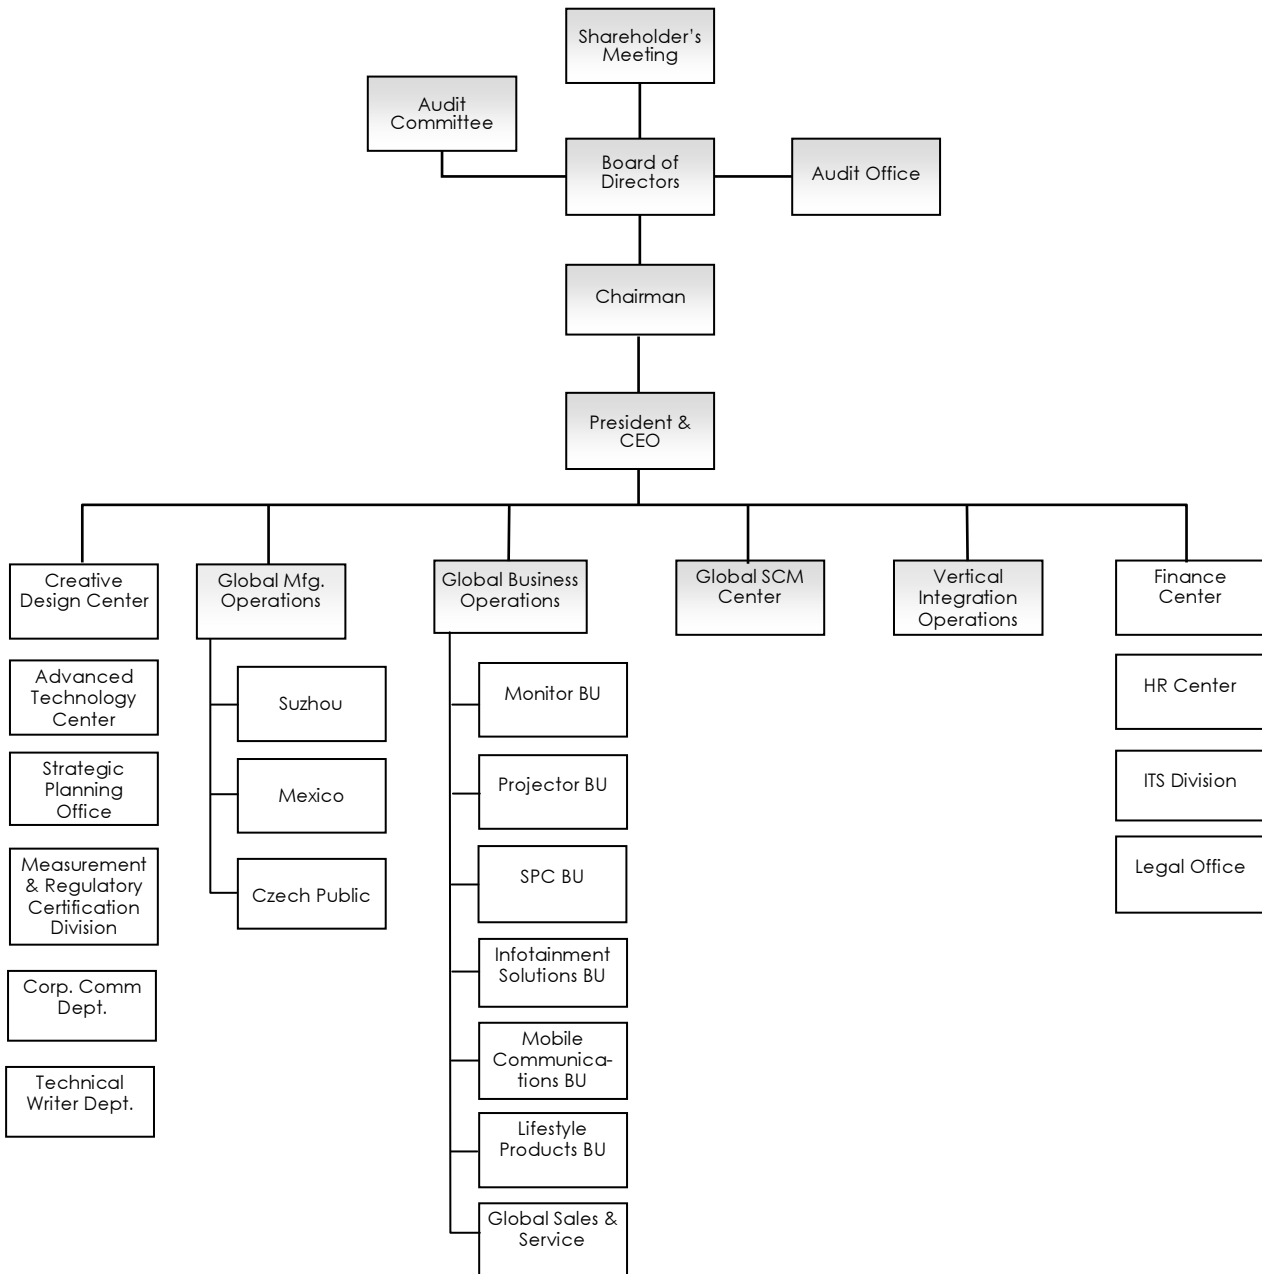 Shareholder's
Meeting
Audit
Committee
Board of
Directors
Audit Office
Chairman
President &
CEO
Creative
Design Center
Global Mfg.
Operations
Global Business
Operations
Global SCM
Center
Vertical
Integration
Operations
Finance
Center
Advanced
Technology
Center
Strategic
Planning
Office
Measurement
& Regulatory
Certification
Division
Corp. Comm
Dept.
Technical
Writer Dept.
Suzhou
Mexico
Czech Public
Monitor BU
Projector BU
SPC BU
Infotainment
Solutions BU
Mobile
Communica-
tions BU
Lifestyle
Products BU
Global Sales &
Service
HR Center
ITS Division
Legal Office